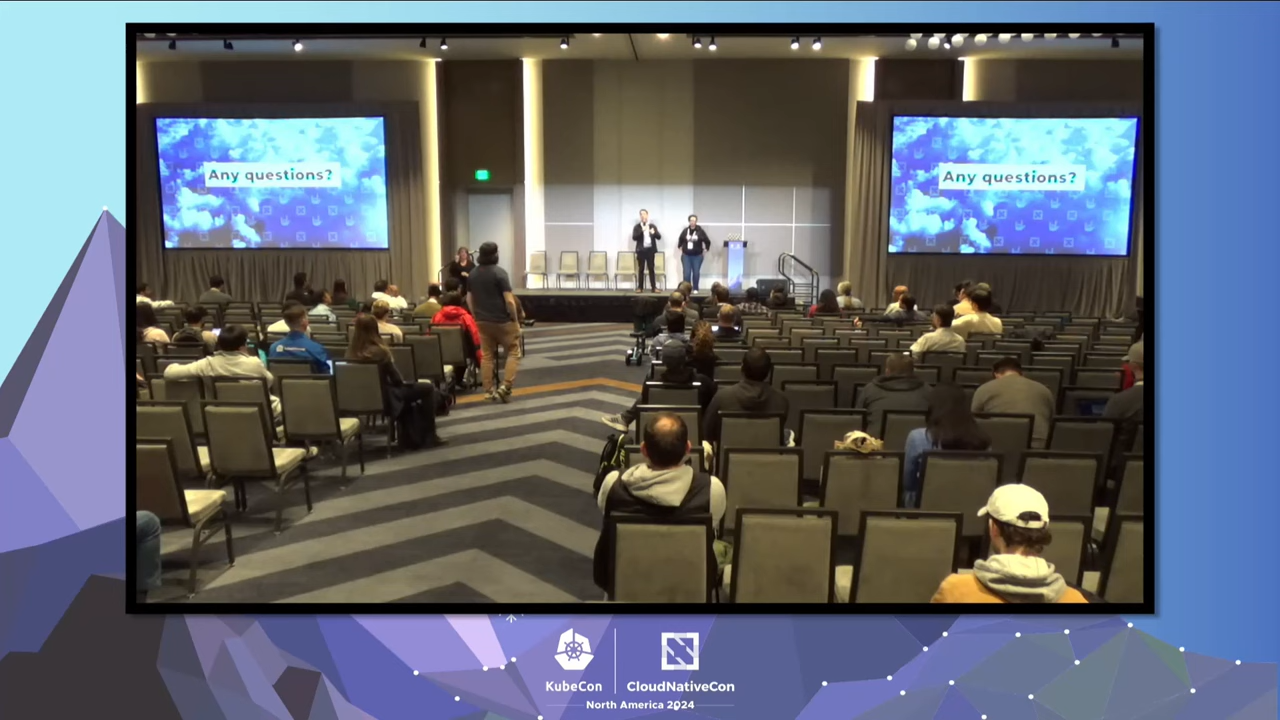 Any questions?
Any questions?
KubeCon
CloudNativeCon
North America 2024